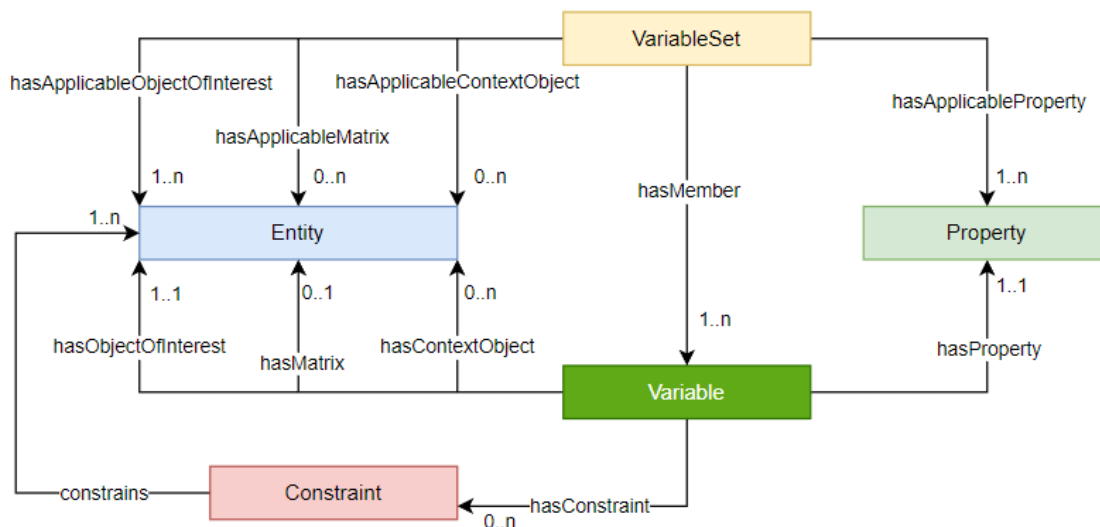 VariableSet
hasApplicableObjectOfInterest
hasApplicableContextObject
hasApplicableProperty
hasApplicableMatrix
1..n
0..n
0..n
hasMember
1..n
1..n
Entity
Property
1..1
0..1
0..n
1..1
1..n
hasObjectOfInterest
hasMatrix
hasContextObject
hasProperty
Variable
constrains
Constraint
hasConstraint
0..n